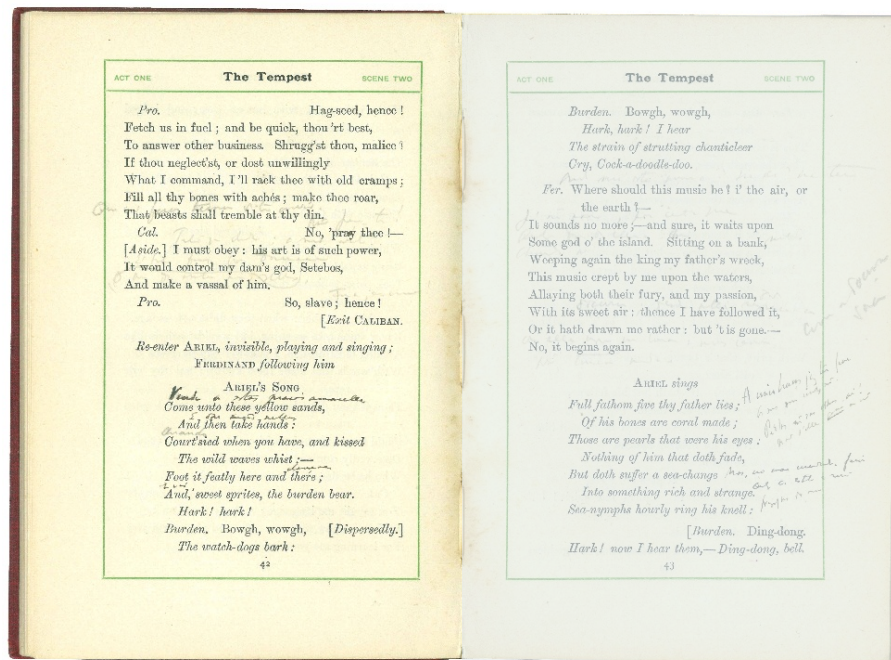 ACT ONE The Tempest SCENE TWO
Pro. Hag-seed, hence!
Fetch us in fuel; and be quick, thou 'rt best,
To answer other business. Shrugg'st thou, malice?
If thou neglect'st, or dost unwillingly
What I command, I'll rack thee with old cramps;
Fill all thy bones with achés; make thee roar,
That beasts shall tremble at thy din.
Cal. No, 'pray thee!—
[Aside.] I must obey: his art is of such power,
It would control my dam's god, Setebos,
And make a vassal of him.
Pro. So, slave; hence!
[Exit CALIBAN.
Re-enter ARIEL, invisible, playing and singing;
FERDINAND following him
ARIEL'S SONG
Come unto these yellow sands,
And then take hands:
Court'sied when you have, and kissed
The wild waves whist;—
Foot it featly here and there;
And, sweet sprites, the burden bear.
Hark! hark!
Burden. Bowgh, wowgh, [Dispersedly.]
The watch-dogs bark:
42
ACT ONE The Tempest SCENE TWO
Burden. Bowgh, wowgh,
Hark, hark! I hear
The strain of strutting chanticleer
Cry, Cock-a-doodle-doo.
Fer. Where should this music be? i' the air, or
the earth?—
It sounds no more;—and sure, it waits upon
Some god o' the island. Sitting on a bank,
Weeping again the king my father's wreck,
This music crept by me upon the waters,
Allaying both their fury, and my passion,
With its sweet air: thence I have followed it,
Or it hath drawn me rather: but 't is gone.—
No, it begins again.
ARIEL sings
Full fathom five thy father lies;
Of his bones are coral made;
Those are pearls that were his eyes:
Nothing of him that doth fade,
But doth suffer a sea-change
Into something rich and strange.
Sea-nymphs hourly ring his knell:
[Burden. Ding-dong.
Hark! now I hear them,—Ding-dong, bell.
43